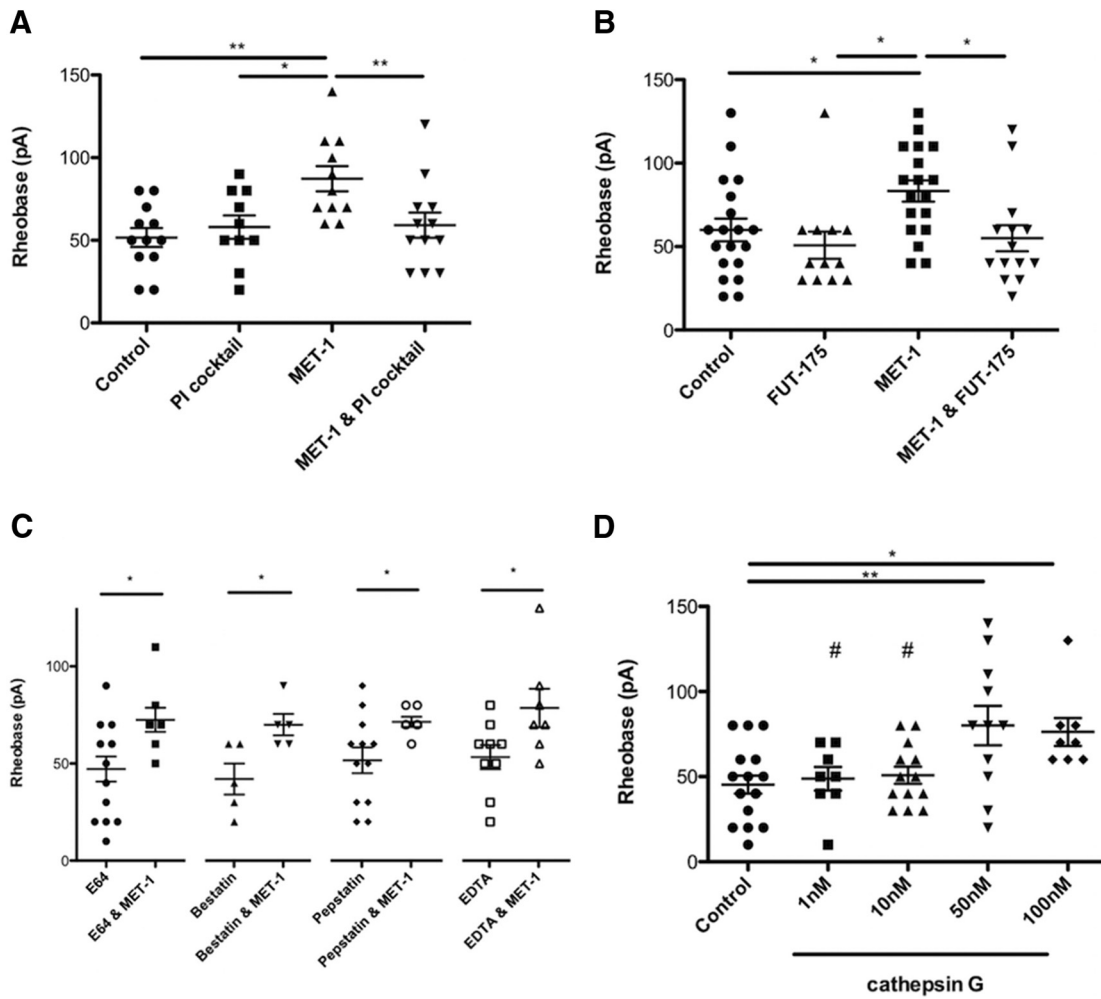 A
**
*
**
150
100
50
0
Rheobase (pA)
Control
PI cocktail
MET-1
MET-1 & PI cocktail
B
*
*
*
150
100
50
0
Rheobase (pA)
Control
FUT-175
MET-1
MET-1 & FUT-175
C
*
*
*
*
100
50
0
Rheobase (pA)
E64
E64 & MET-1
Bestatin
Bestatin & MET-1
Pepstatin
Pepstatin & MET-1
EDTA
EDTA & MET-1
D
*
**
#
#
150
100
50
0
Rheobase (pA)
Control
1nM
10nM
50nM
100nM
cathepsin G